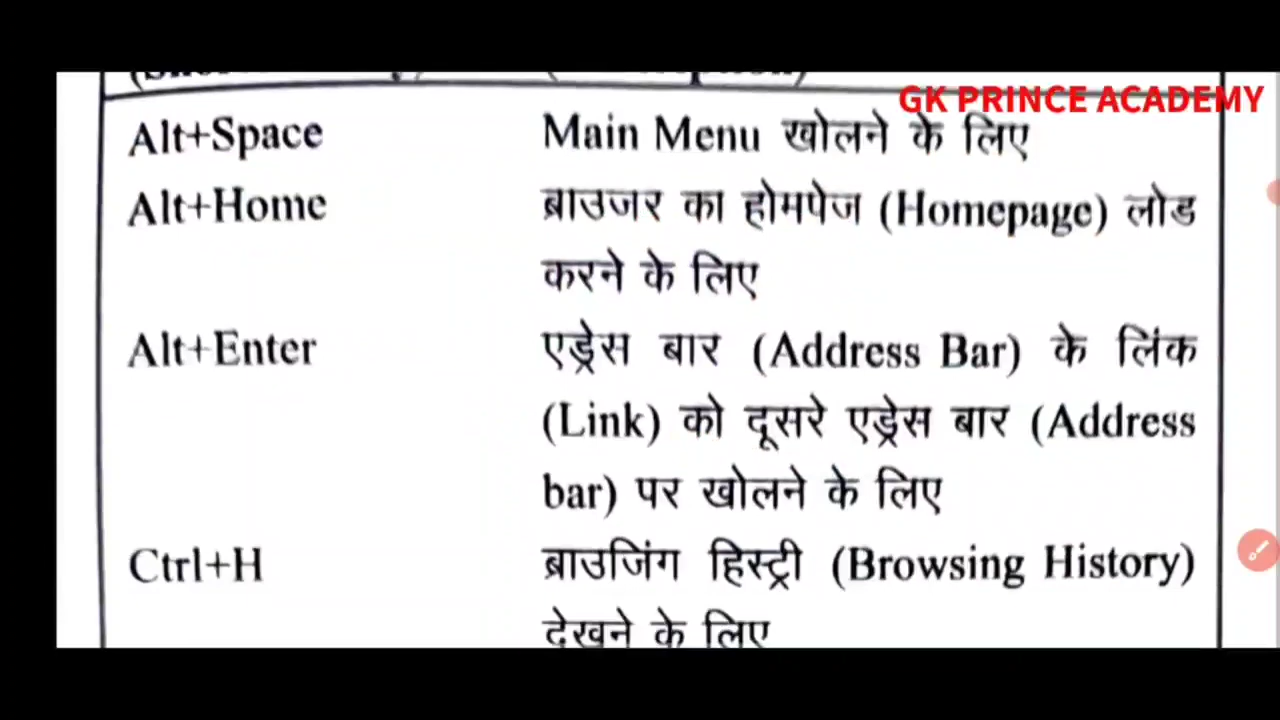 GK PRINCE ACADEMY
Alt+Space Main Menu खोलने के लिए
Alt+Home ब्राउजर का होमपेज (Homepage) लोड
करने के लिए
Alt+Enter एड्रेस बार (Address Bar) के लिंक
(Link) को दूसरे एड्रेस बार (Address
bar) पर खोलने के लिए
Ctrl+H ब्राउजिंग हिस्ट्री (Browsing History)
देखने के लिए